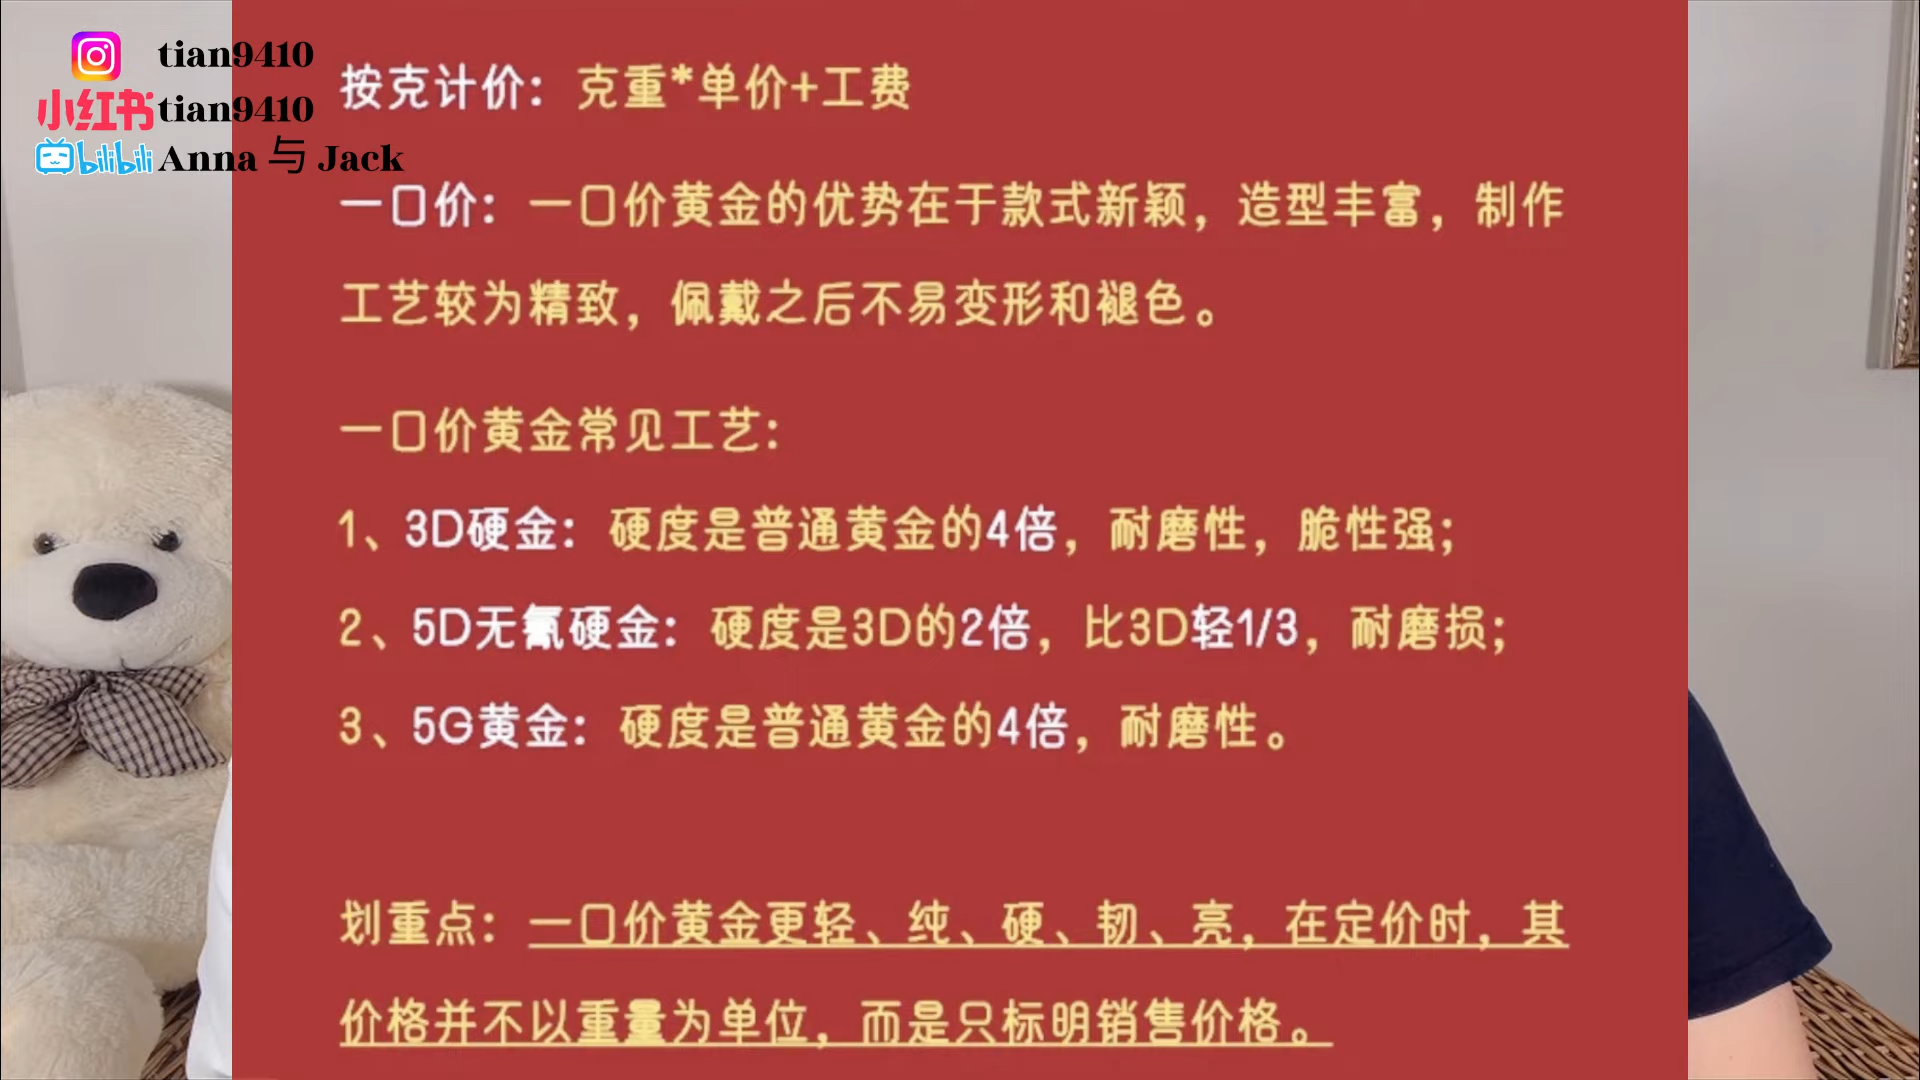 tian9410
小红书 tian9410
bilibili Anna 与 Jack
按克计价：克重*单价+工费
一口价：一口价黄金的优势在于款式新颖，造型丰富，制作
工艺较为精致，佩戴之后不易变形和褪色。
一口价黄金常见工艺：
1、3D硬金：硬度是普通黄金的4倍，耐磨性，脆性强；
2、5D无氰硬金：硬度是3D的2倍，比3D轻1/3，耐磨损；
3、5G黄金：硬度是普通黄金的4倍，耐磨性。
划重点：一口价黄金更轻、纯、硬、韧、亮，在定价时，其
价格并不以重量为单位，而是只标明销售价格。